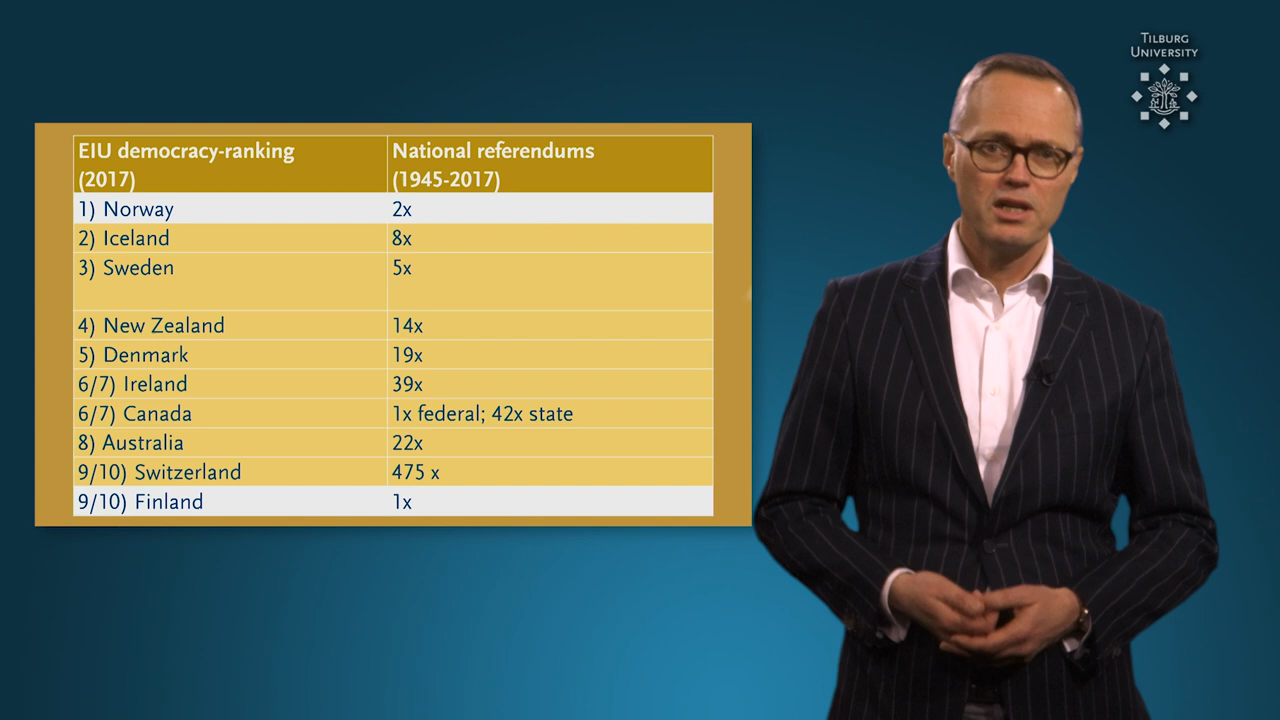 TILBURG
UNIVERSITY
EIU democracy-ranking
(2017)
National referendums
(1945-2017)
1) Norway 2x
2) Iceland 8x
3) Sweden 5x
4) New Zealand 14x
5) Denmark 19x
6/7) Ireland 39x
6/7) Canada 1x federal; 42x state
8) Australia 22x
9/10) Switzerland 475 x
9/10) Finland 1x